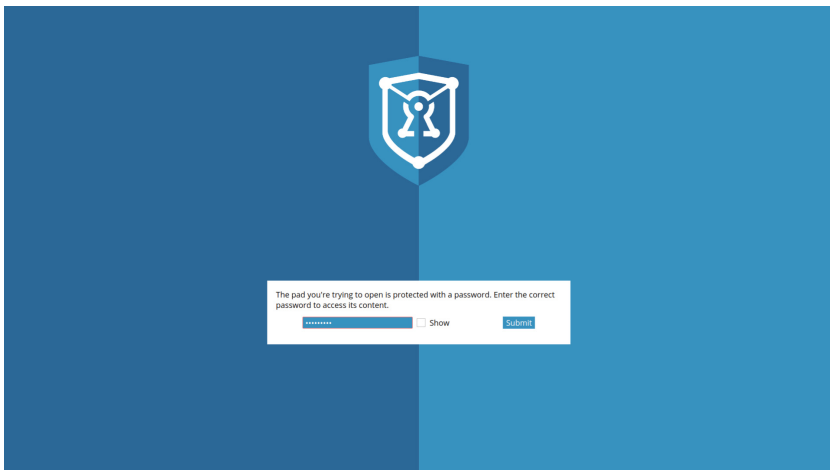 The pad you're trying to open is protected with a password. Enter the correct
password to access its content.
••••••••• Show Submit